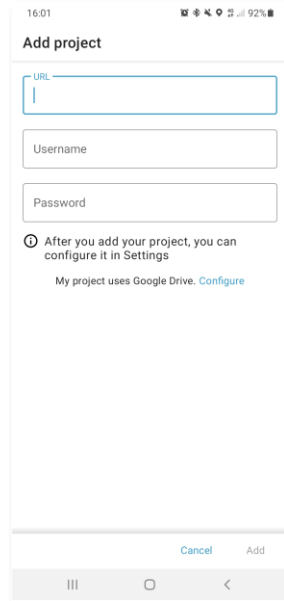 16:01
92%
Add project
URL
Username
Password
After you add your project, you can
configure it in Settings
My project uses Google Drive. Configure
Cancel
Add